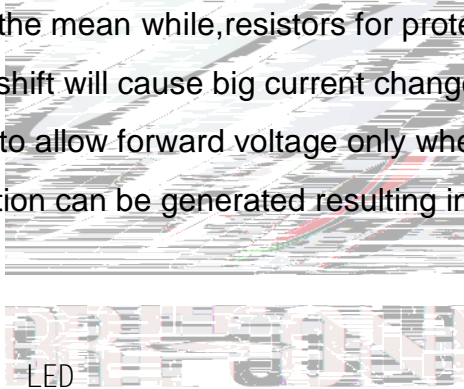 the mean while,resistors for prote
shift will cause big current change
to allow forward voltage only whe
tion can be generated resulting in
LED